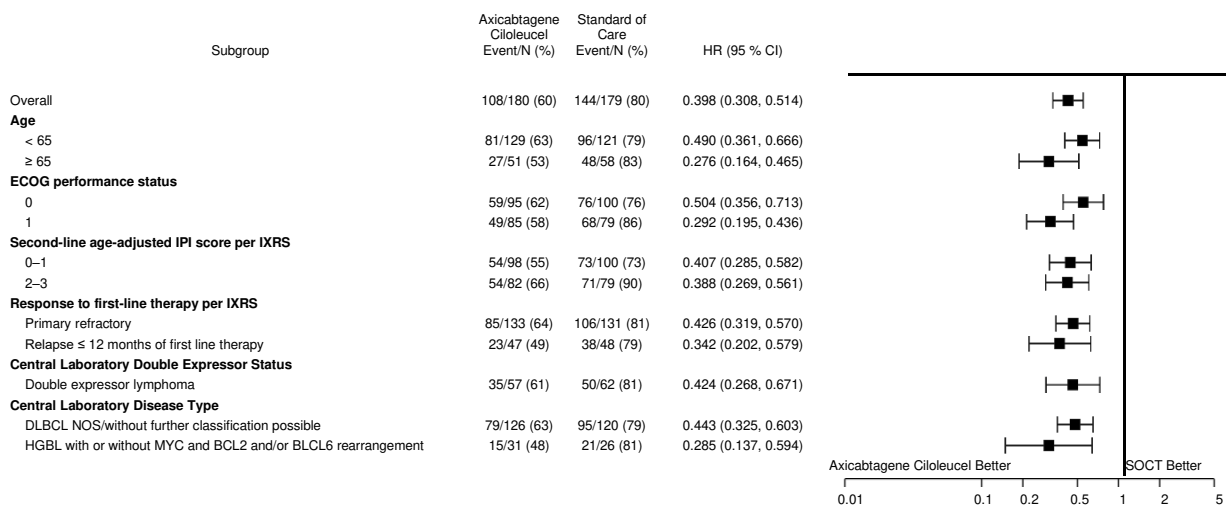 Subgroup
Axicabtagene
Ciloleucel
Event/N (%)
Standard of
Care
Event/N (%)
HR (95 % CI)
Overall 108/180 (60) 144/179 (80) 0.398 (0.308, 0.514)
Age
< 65 81/129 (63) 96/121 (79) 0.490 (0.361, 0.666)
≥ 65 27/51 (53) 48/58 (83) 0.276 (0.164, 0.465)
ECOG performance status
0 59/95 (62) 76/100 (76) 0.504 (0.356, 0.713)
1 49/85 (58) 68/79 (86) 0.292 (0.195, 0.436)
Second-line age-adjusted IPI score per IXRS
0–1 54/98 (55) 73/100 (73) 0.407 (0.285, 0.582)
2–3 54/82 (66) 71/79 (90) 0.388 (0.269, 0.561)
Response to first-line therapy per IXRS
Primary refractory 85/133 (64) 106/131 (81) 0.426 (0.319, 0.570)
Relapse ≤ 12 months of first line therapy 23/47 (49) 38/48 (79) 0.342 (0.202, 0.579)
Central Laboratory Double Expressor Status
Double expressor lymphoma 35/57 (61) 50/62 (81) 0.424 (0.268, 0.671)
Central Laboratory Disease Type
DLBCL NOS/without further classification possible 79/126 (63) 95/120 (79) 0.443 (0.325, 0.603)
HGBL with or without MYC and BCL2 and/or BLCL6 rearrangement 15/31 (48) 21/26 (81) 0.285 (0.137, 0.594)
Axicabtagene Ciloleucel Better SOCT Better
0.01 0.1 0.2 0.5 1 2 5